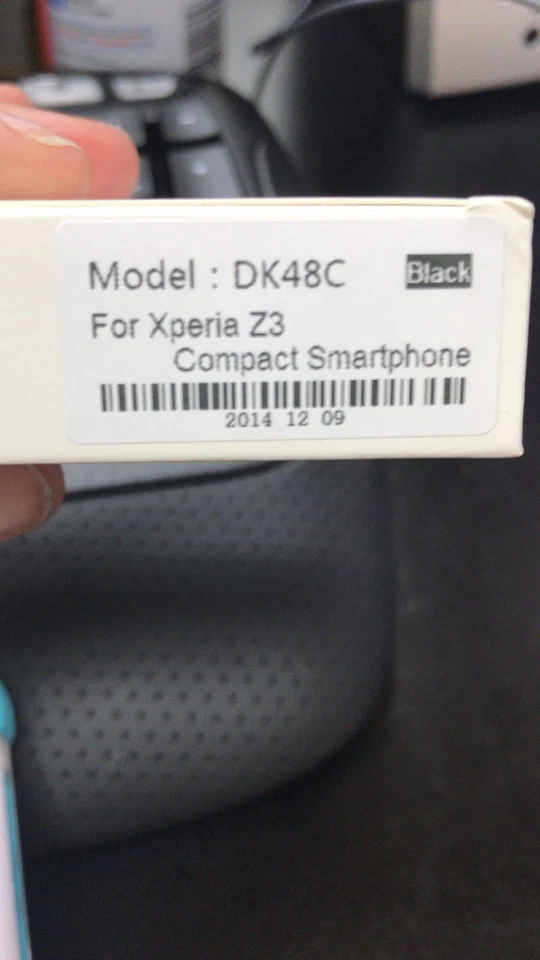 Model : DK48C Black
For Xperia Z3
Compact Smartphone
2014 12 09